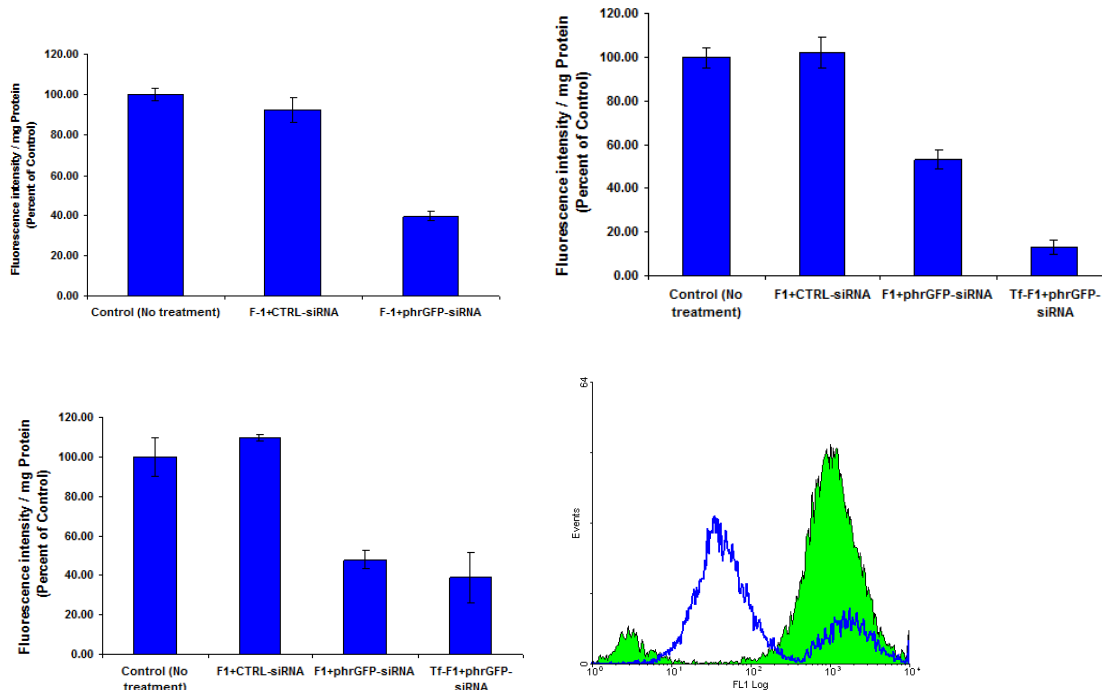 Fluorescence intensity / mg Protein
(Percent of Control)
120.00
100.00
80.00
60.00
40.00
20.00
0.00
Control (No treatment)
F-1+CTRL-siRNA
F-1+phrGFP-siRNA
Fluorescence intensity / mg Protein
(Percent of Control)
120.00
100.00
80.00
60.00
40.00
20.00
0.00
Control (No
treatment)
F1+CTRL-siRNA
F1+phrGFP-siRNA
Tf-F1+phrGFP-
siRNA
Fluorescence intensity / mg Protein
(Percent of Control)
120.00
100.00
80.00
60.00
40.00
20.00
0.00
Control (No
treatment)
F1+CTRL-siRNA
F1+phrGFP-siRNA
Tf-F1+phrGFP-
siRNA
64
Events
0
10⁰
10¹
10²
10³
FL1 Log